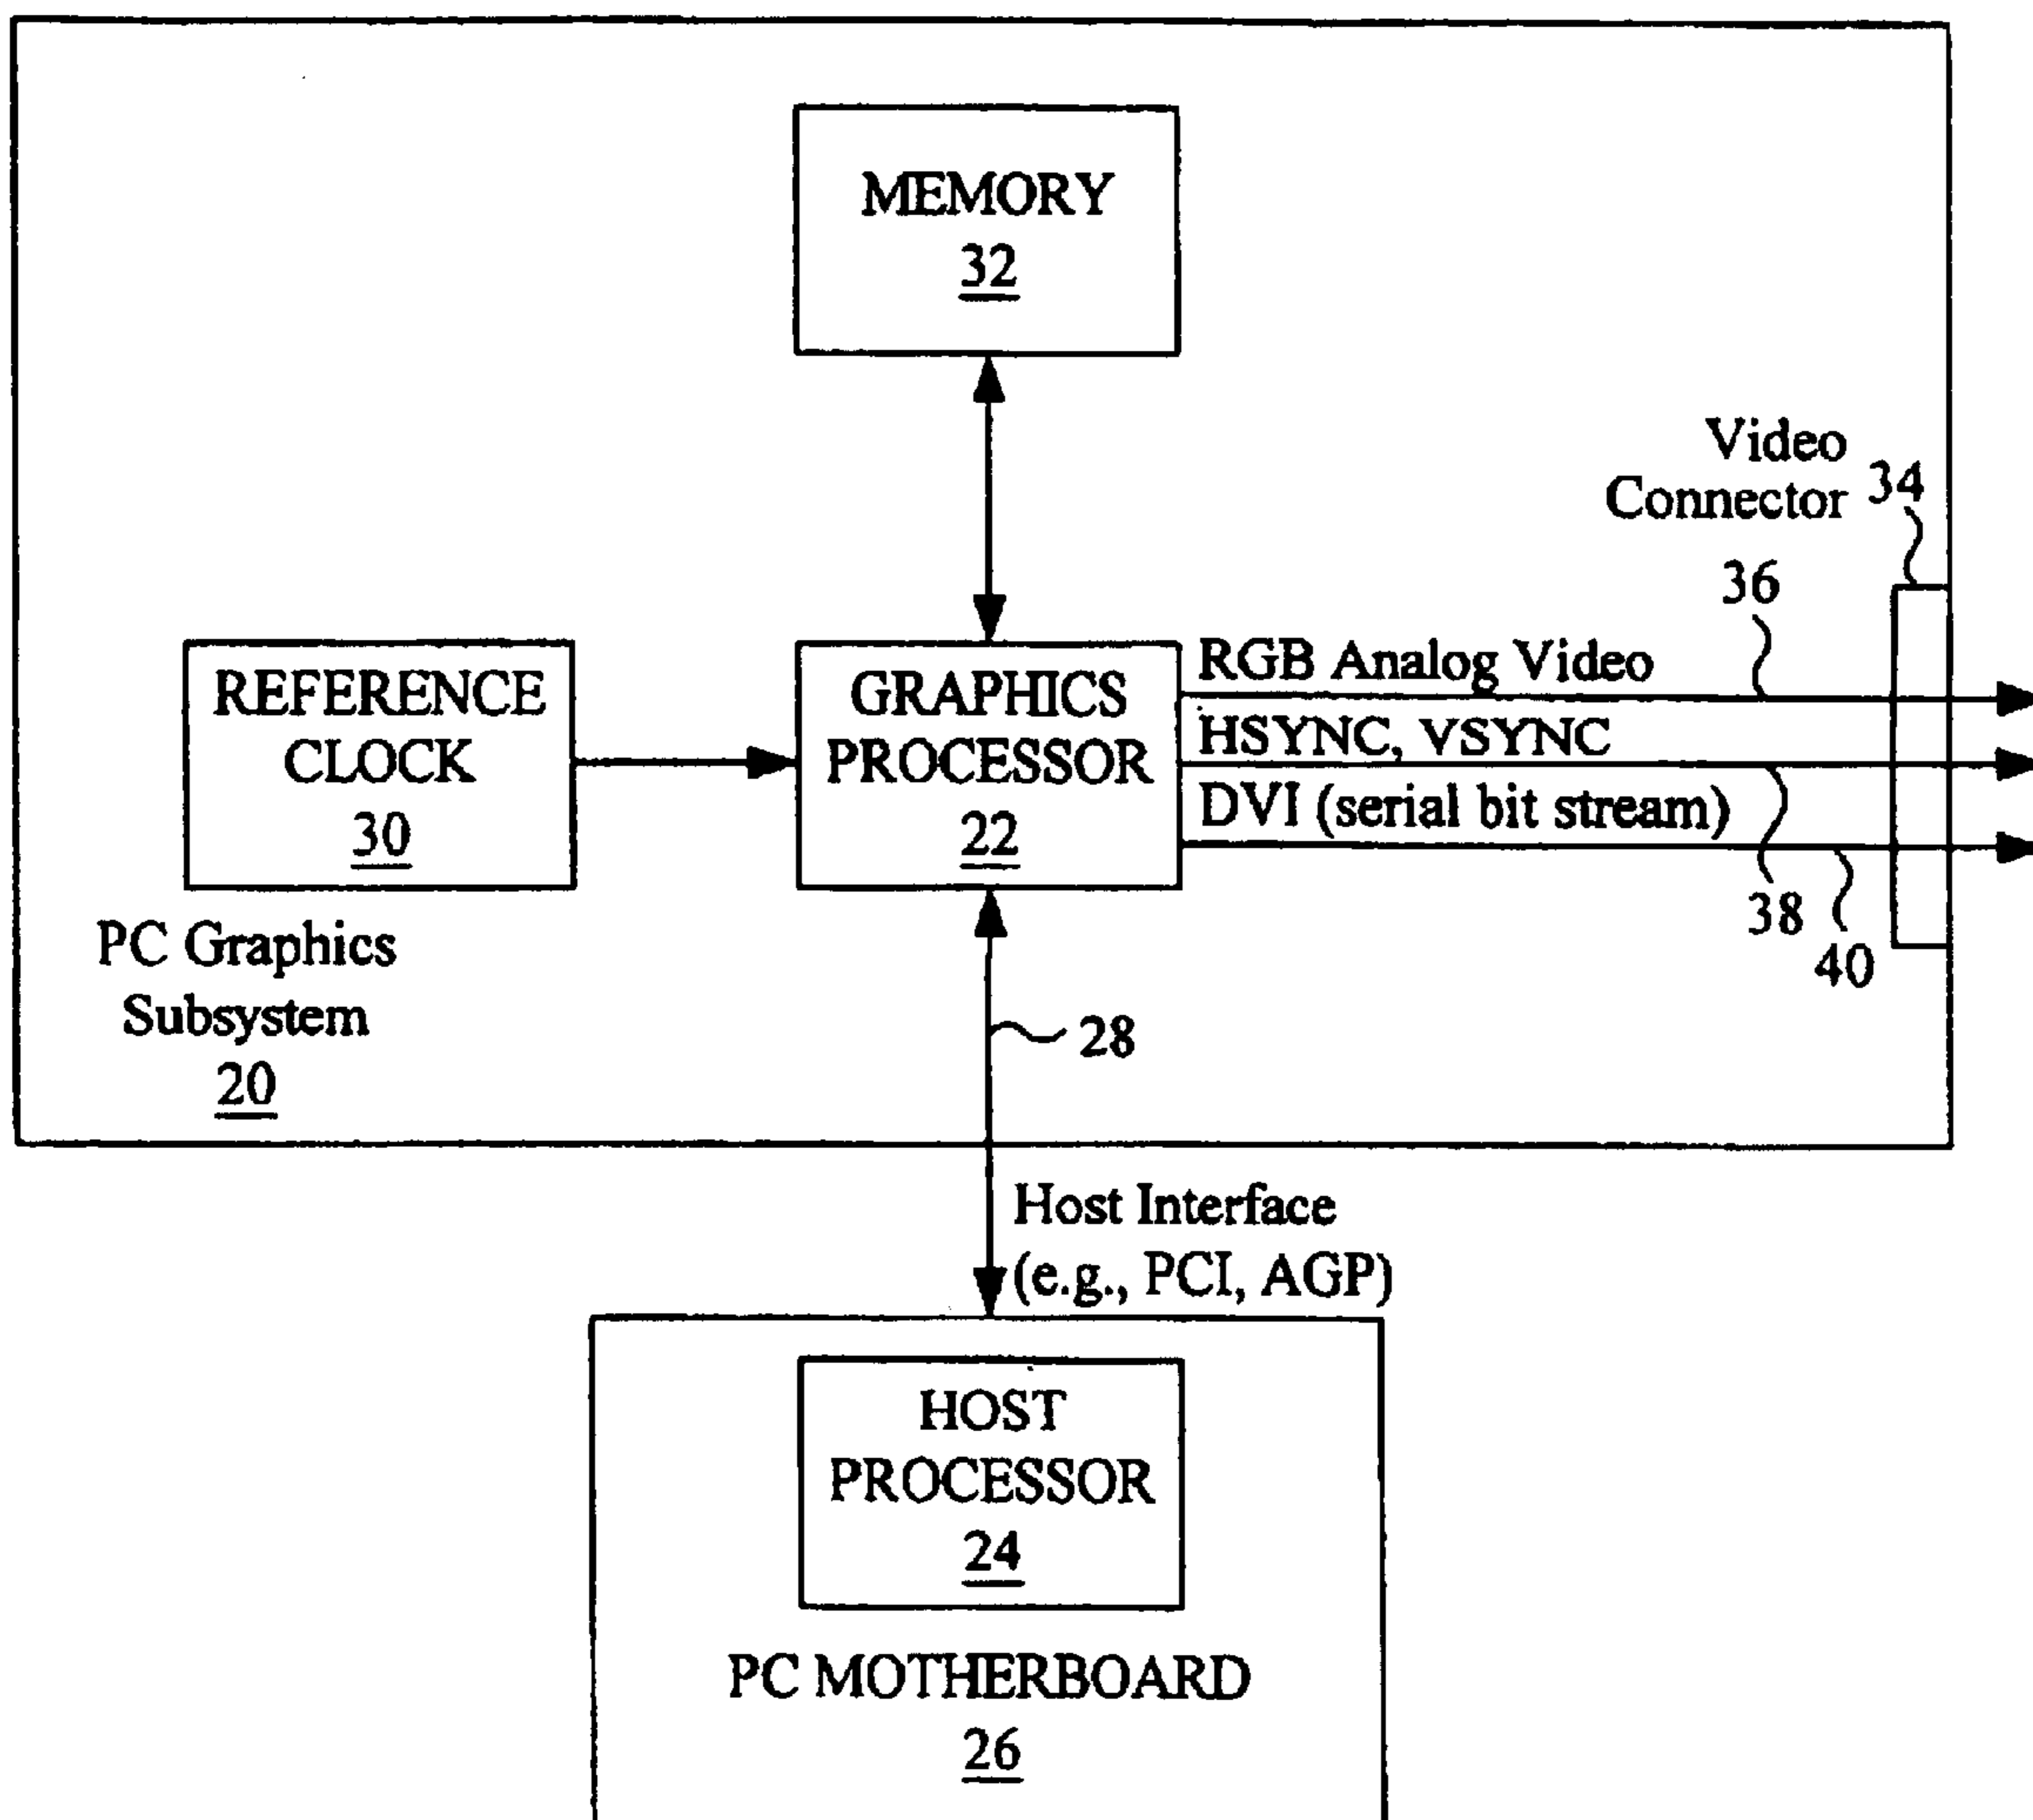 MEMORY
32
Video
Connector 34
36
REFERENCE
CLOCK
30
GRAPHICS
PROCESSOR
22
RGB Analog Video
HSYNC, VSYNC
DVI (serial bit stream)
38
40
PC Graphics
Subsystem
20
28
Host Interface
(e.g., PCI, AGP)
HOST
PROCESSOR
24
PC MOTHERBOARD
26